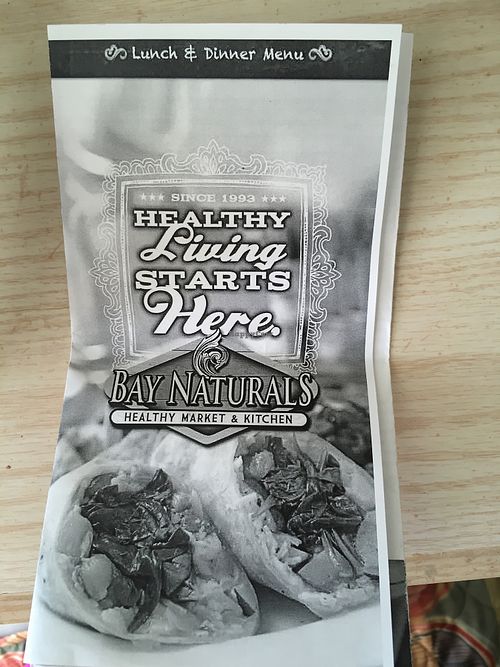 Lunch & Dinner Menu
SINCE 1993
HEALTHY
Living
STARTS
Here.
BAY NATURALS
HEALTHY MARKET & KITCHEN